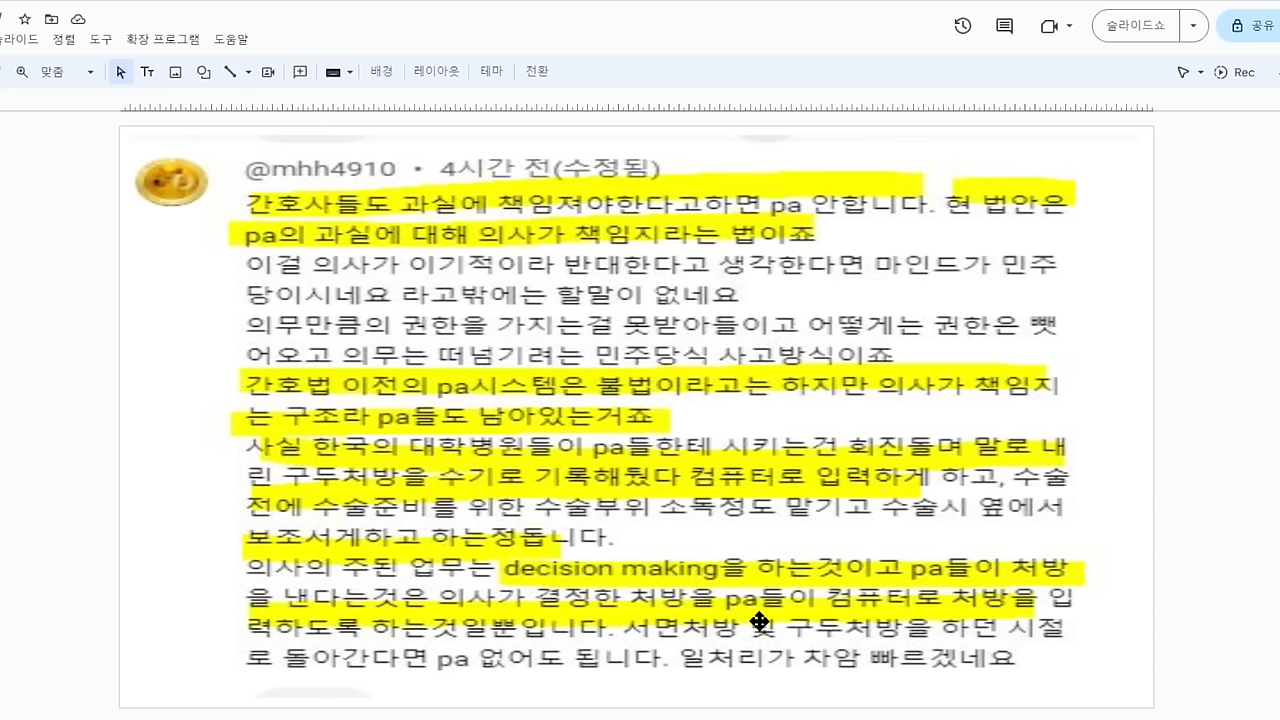 슬라이드 정렬 도구 확장 프로그램 도움말
슬라이드쇼
공유
맞춤
Tт
배경 레이아웃 테마 전환
Rec
@mhh4910 • 4시간 전(수정됨)
간호사들도 과실에 책임져야한다고하면 pa 안합니다. 현 법안은
pa의 과실에 대해 의사가 책임지라는 법이죠
이걸 의사가 이기적이라 반대한다고 생각한다면 마인드가 민주
당이시네요 라고밖에는 할말이 없네요
의무만큼의 권한을 가지는걸 못받아들이고 어떻게는 권한은 뺏
어오고 의무는 떠넘기려는 민주당식 사고방식이죠
간호법 이전의 pa시스템은 불법이라고는 하지만 의사가 책임지
는 구조라 pa들도 남아있는거죠
사실 한국의 대학병원들이 pa들한테 시키는건 회진돌며 말로 내
린 구두처방을 수기로 기록해뒀다 컴퓨터로 입력하게 하고, 수술
전에 수술준비를 위한 수술부위 소독정도 맡기고 수술시 옆에서
보조서게하고 하는정돕니다.
의사의 주된 업무는 decision making을 하는것이고 pa들이 처방
을 낸다는것은 의사가 결정한 처방을 pa들이 컴퓨터로 처방을 입
력하도록 하는것일뿐입니다. 서면처방 및 구두처방을 하던 시절
로 돌아간다면 pa 없어도 됩니다. 일처리가 차암 빠르겠네요